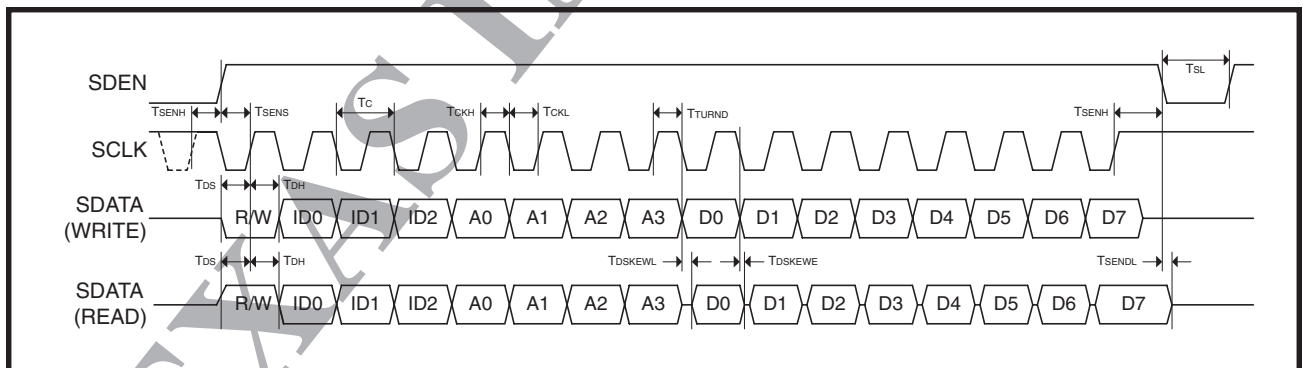 TEXAS I
SDEN
TSL
TSENH TSENS TC TCKH TCKL TTURND TSENH
SCLK
TDS TDH
SDATA
(WRITE)
R/W ID0 ID1 ID2 A0 A1 A2 A3 D0 D1 D2 D3 D4 D5 D6 D7
TDS TDH TDSKEWL TDSKEWE TSENDL
SDATA
(READ)
R/W ID0 ID1 ID2 A0 A1 A2 A3 D0 D1 D2 D3 D4 D5 D6 D7